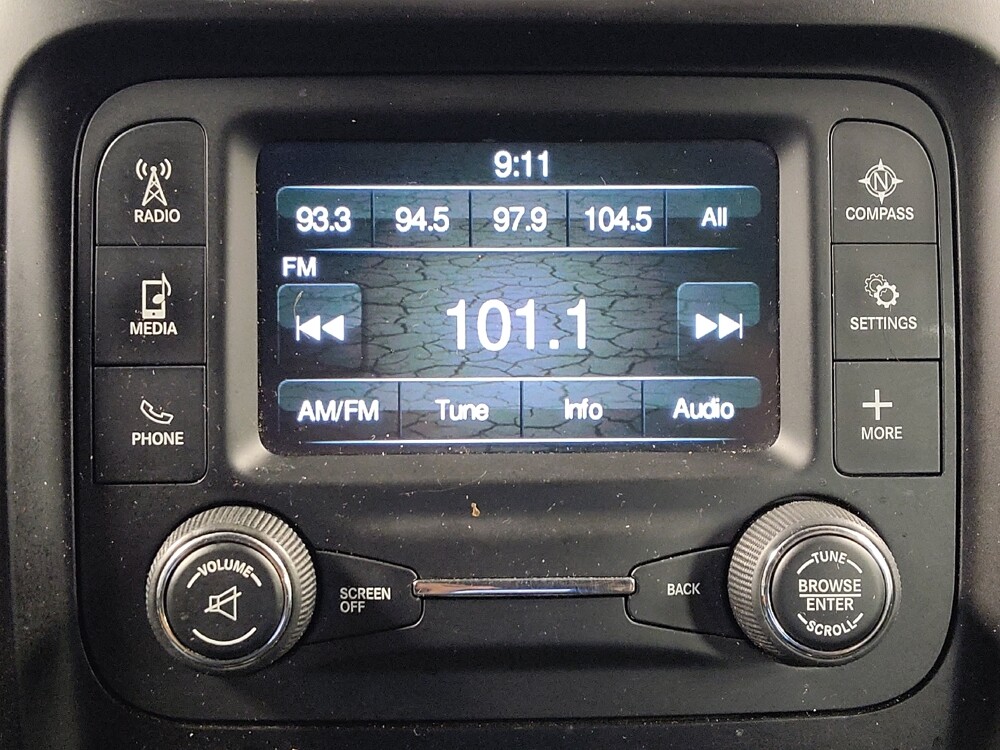 9:11
93.3 94.5 97.9 104.5 All
FM
101.1
AM/FM Tune Info Audio
RADIO
MEDIA
PHONE
N
COMPASS
SETTINGS
MORE
VOLUME
SCREEN
OFF
BACK
TUNE
BROWSE
ENTER
SCROLL